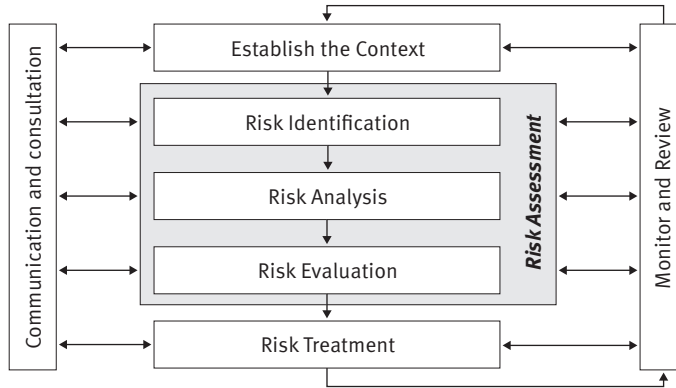 Communication and consultation
Establish the Context
Risk Identification
Risk Analysis
Risk Evaluation
Risk Assessment
Risk Treatment
Monitor and Review